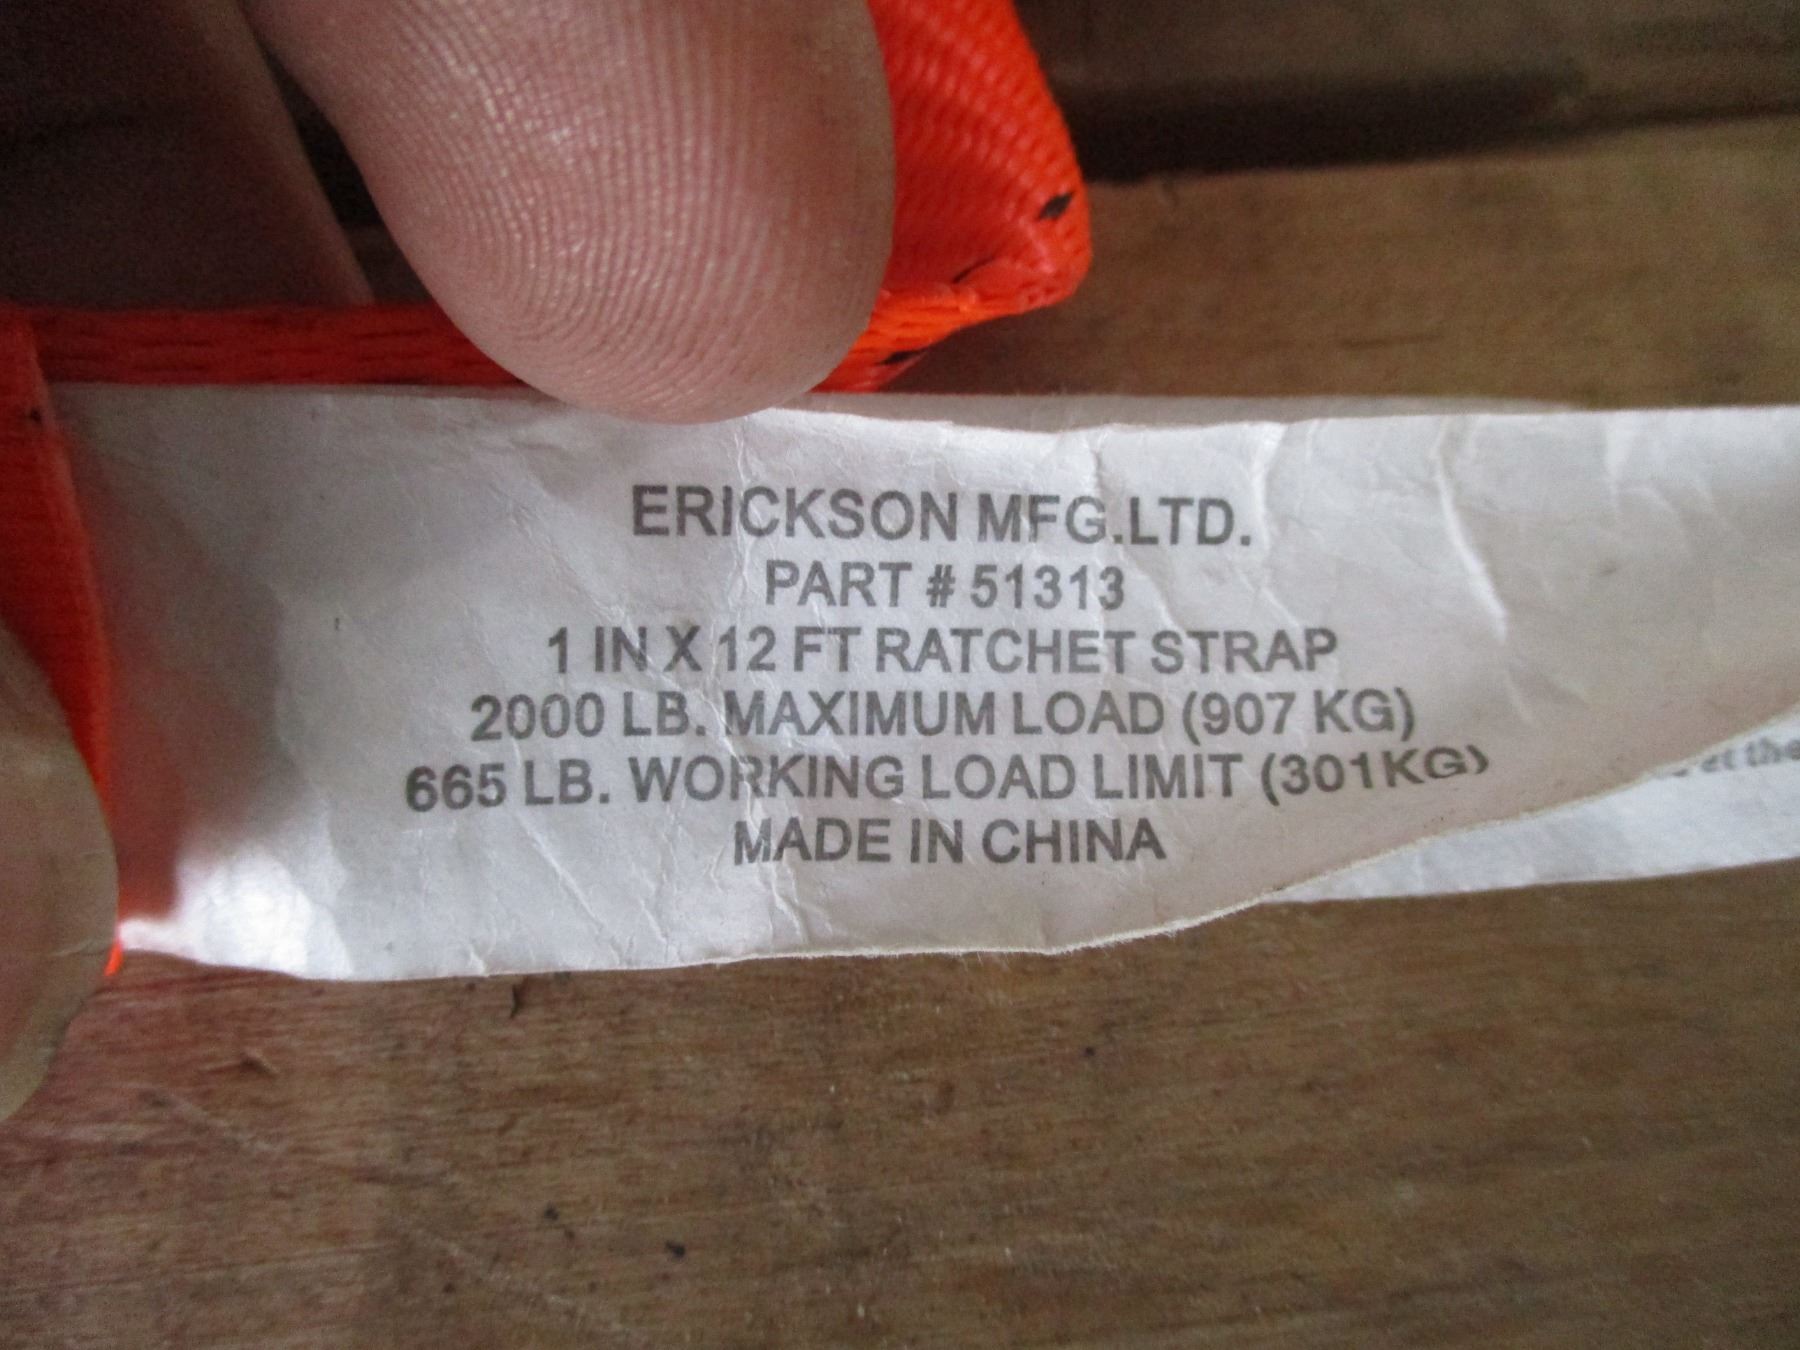 ERICKSON MFG.LTD.
PART # 51313
1 IN X 12 FT RATCHET STRAP
2000 LB. MAXIMUM LOAD (907 KG)
665 LB. WORKING LOAD LIMIT (301KG)
MADE IN CHINA
the